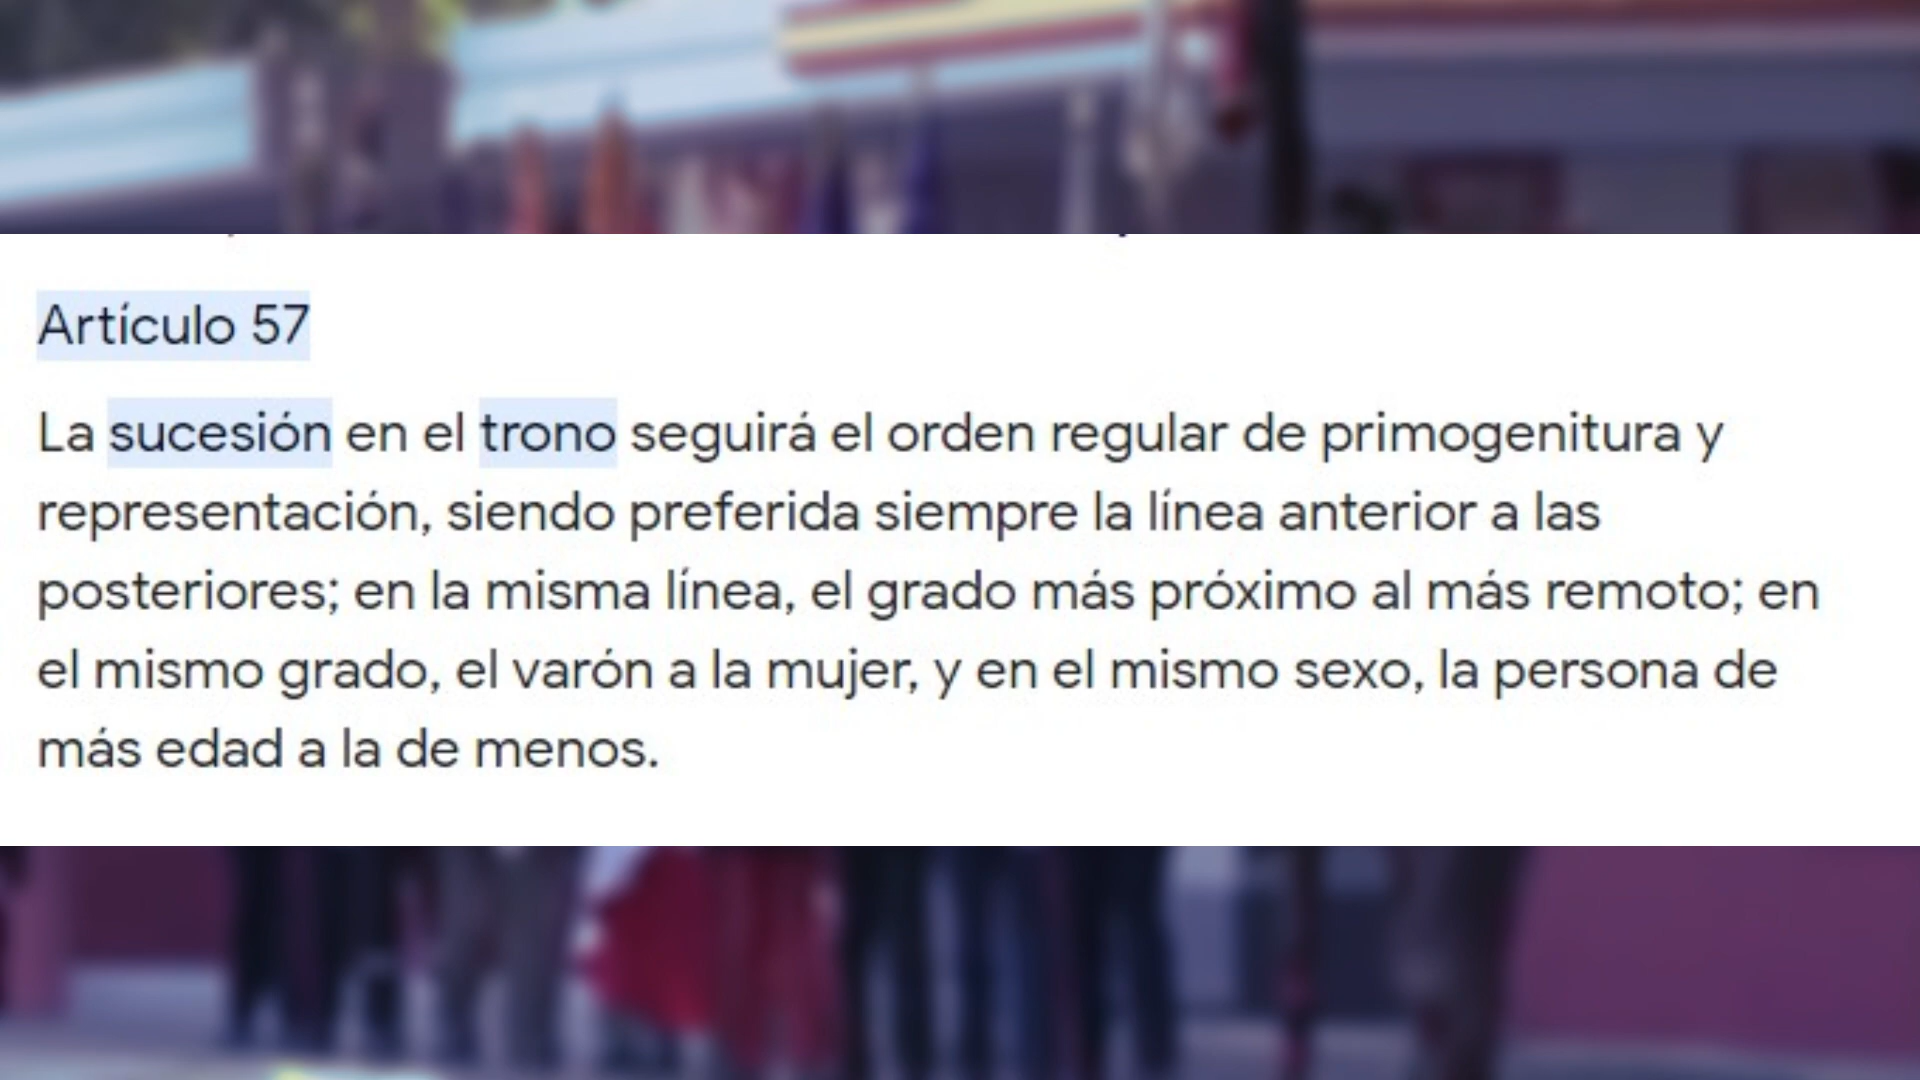 Artículo 57
La sucesión en el trono seguirá el orden regular de primogenitura y
representación, siendo preferida siempre la línea anterior a las
posteriores; en la misma línea, el grado más próximo al más remoto; en
el mismo grado, el varón a la mujer, y en el mismo sexo, la persona de
más edad a la de menos.